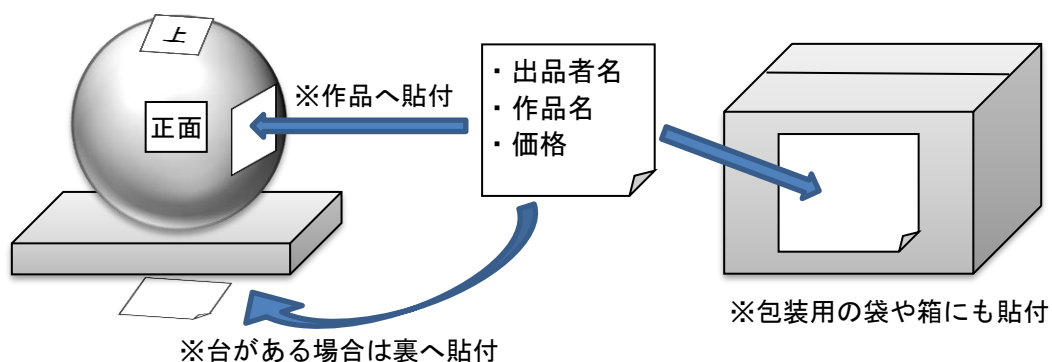 上
正面
※作品へ貼付
・出品者名
・作品名
・価格
※包装用の袋や箱にも貼付
※台がある場合は裏へ貼付